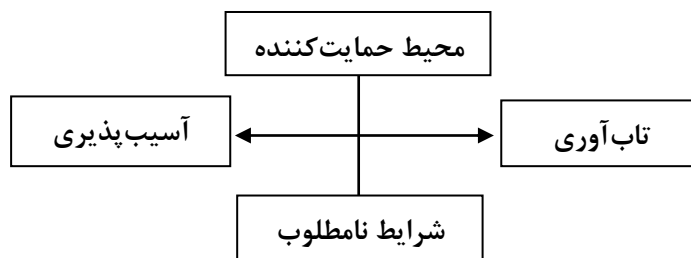 محیط حمایت‌کننده
تاب‌آوری
آسیب‌پذیری
شرایط نامطلوب